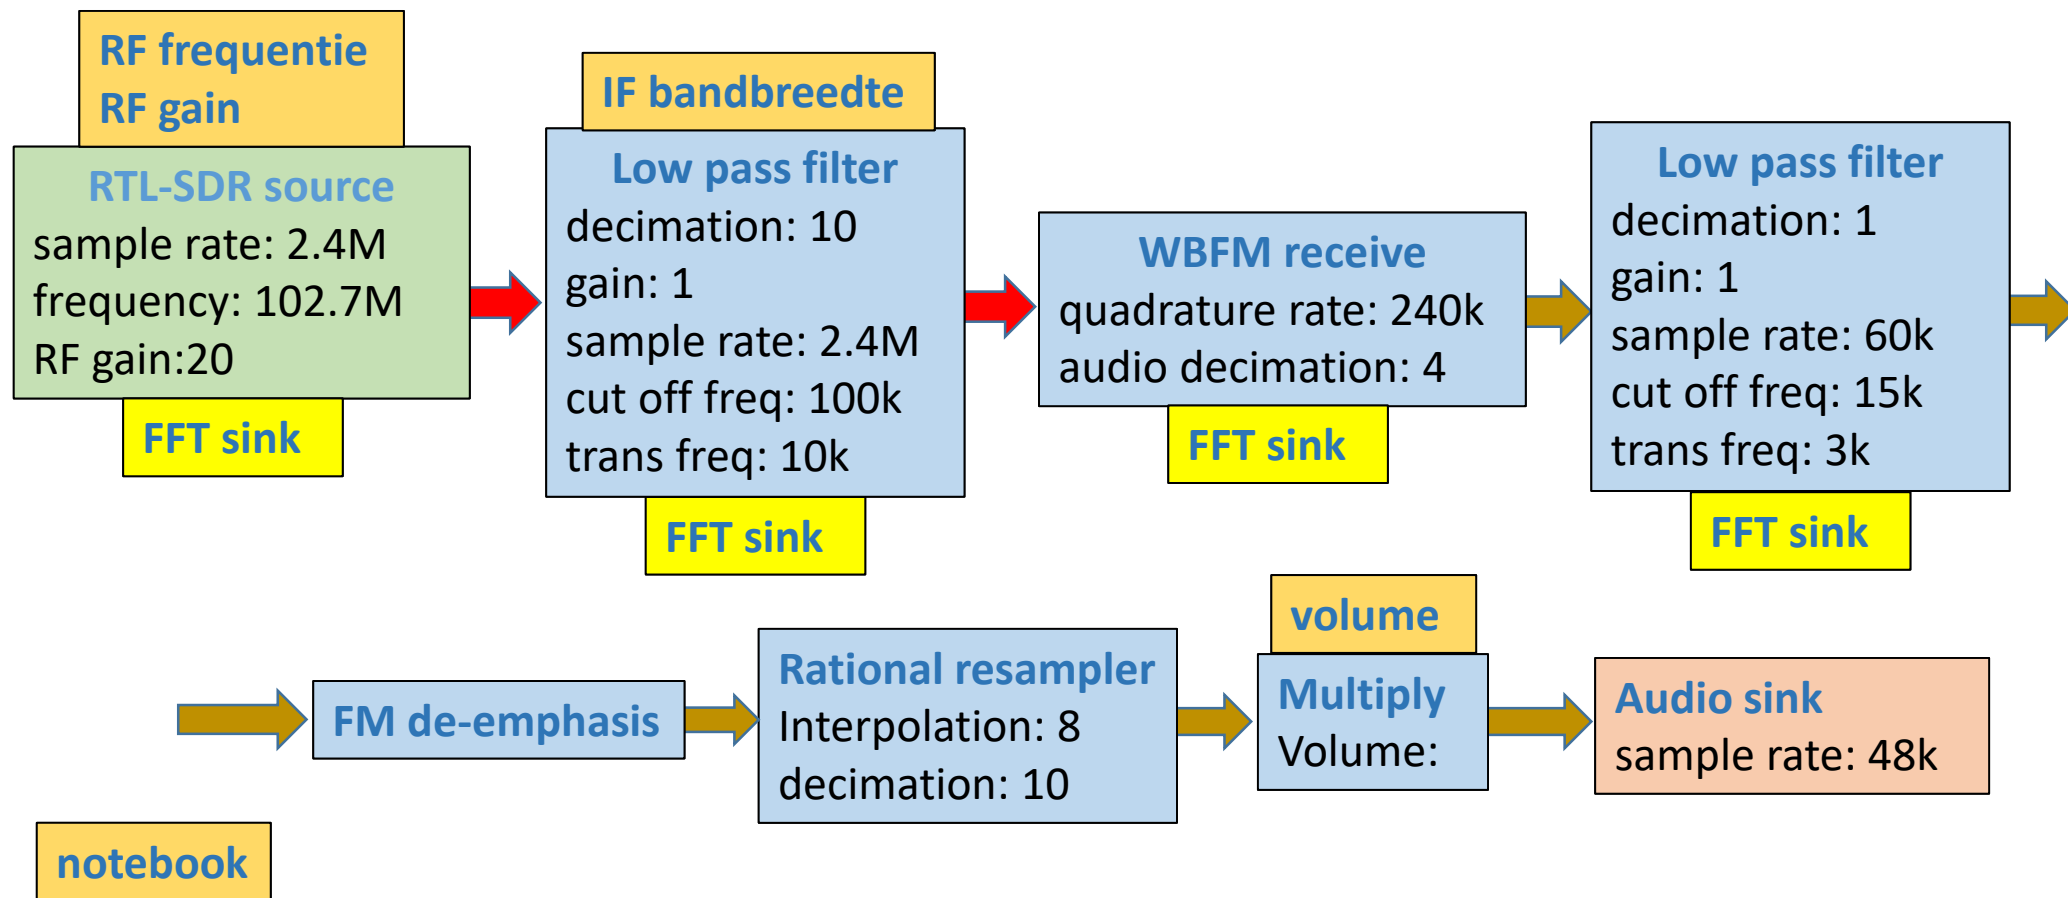 RF frequentie
RF gain
RTL-SDR source
sample rate: 2.4M
frequency: 102.7M
RF gain:20
FFT sink
IF bandbreedte
Low pass filter
decimation: 10
gain: 1
sample rate: 2.4M
cut off freq: 100k
trans freq: 10k
FFT sink
WBFM receive
quadrature rate: 240k
audio decimation: 4
FFT sink
Low pass filter
decimation: 1
gain: 1
sample rate: 60k
cut off freq: 15k
trans freq: 3k
FFT sink
FM de-emphasis
Rational resampler
Interpolation: 8
decimation: 10
volume
Multiply
Volume:
Audio sink
sample rate: 48k
notebook